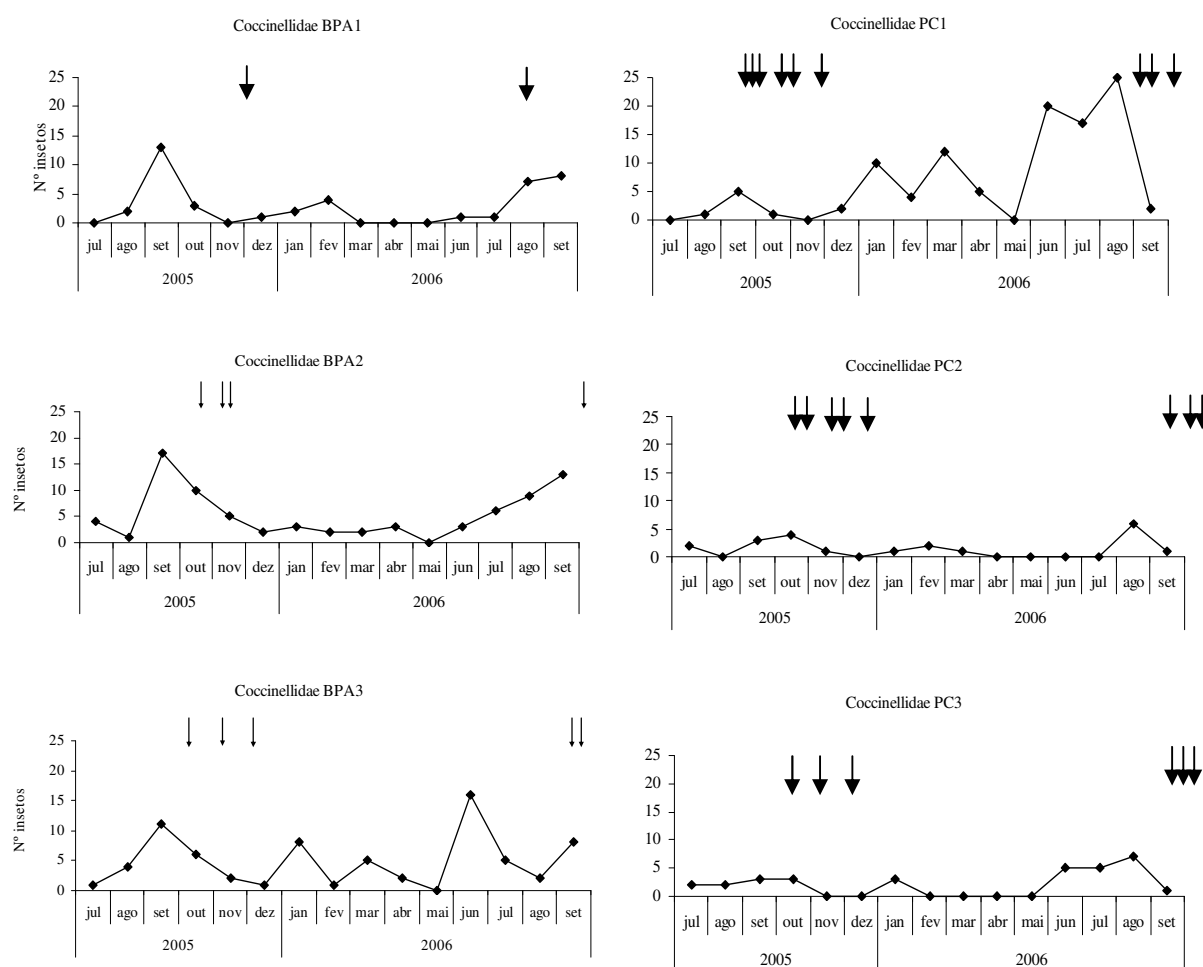 Coccinellidae BPA1
25
20
15
10
5
0
Nº insetos
jul ago set out nov dez jan fev mar abr mai jun jul ago set
2005 2006
Coccinellidae PC1
25
20
15
10
5
0
jul ago set out nov dez jan fev mar abr mai jun jul ago set
2005 2006
Coccinellidae BPA2
25
20
15
10
5
0
Nº insetos
jul ago set out nov dez jan fev mar abr mai jun jul ago set
2005 2006
Coccinellidae PC2
25
20
15
10
5
0
jul ago set out nov dez jan fev mar abr mai jun jul ago set
2005 2006
Coccinellidae BPA3
25
20
15
10
5
0
Nº insetos
jul ago set out nov dez jan fev mar abr mai jun jul ago set
2005 2006
Coccinellidae PC3
25
20
15
10
5
0
jul ago set out nov dez jan fev mar abr mai jun jul ago set
2005 2006